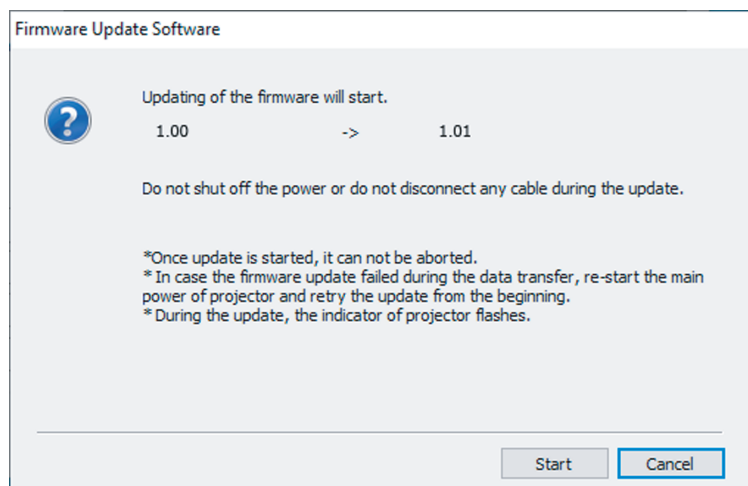 Firmware Update Software
Updating of the firmware will start.
1.00 -> 1.01
Do not shut off the power or do not disconnect any cable during the update.
*Once update is started, it can not be aborted.
* In case the firmware update failed during the data transfer, re-start the main
power of projector and retry the update from the beginning.
* During the update, the indicator of projector flashes.
Start Cancel